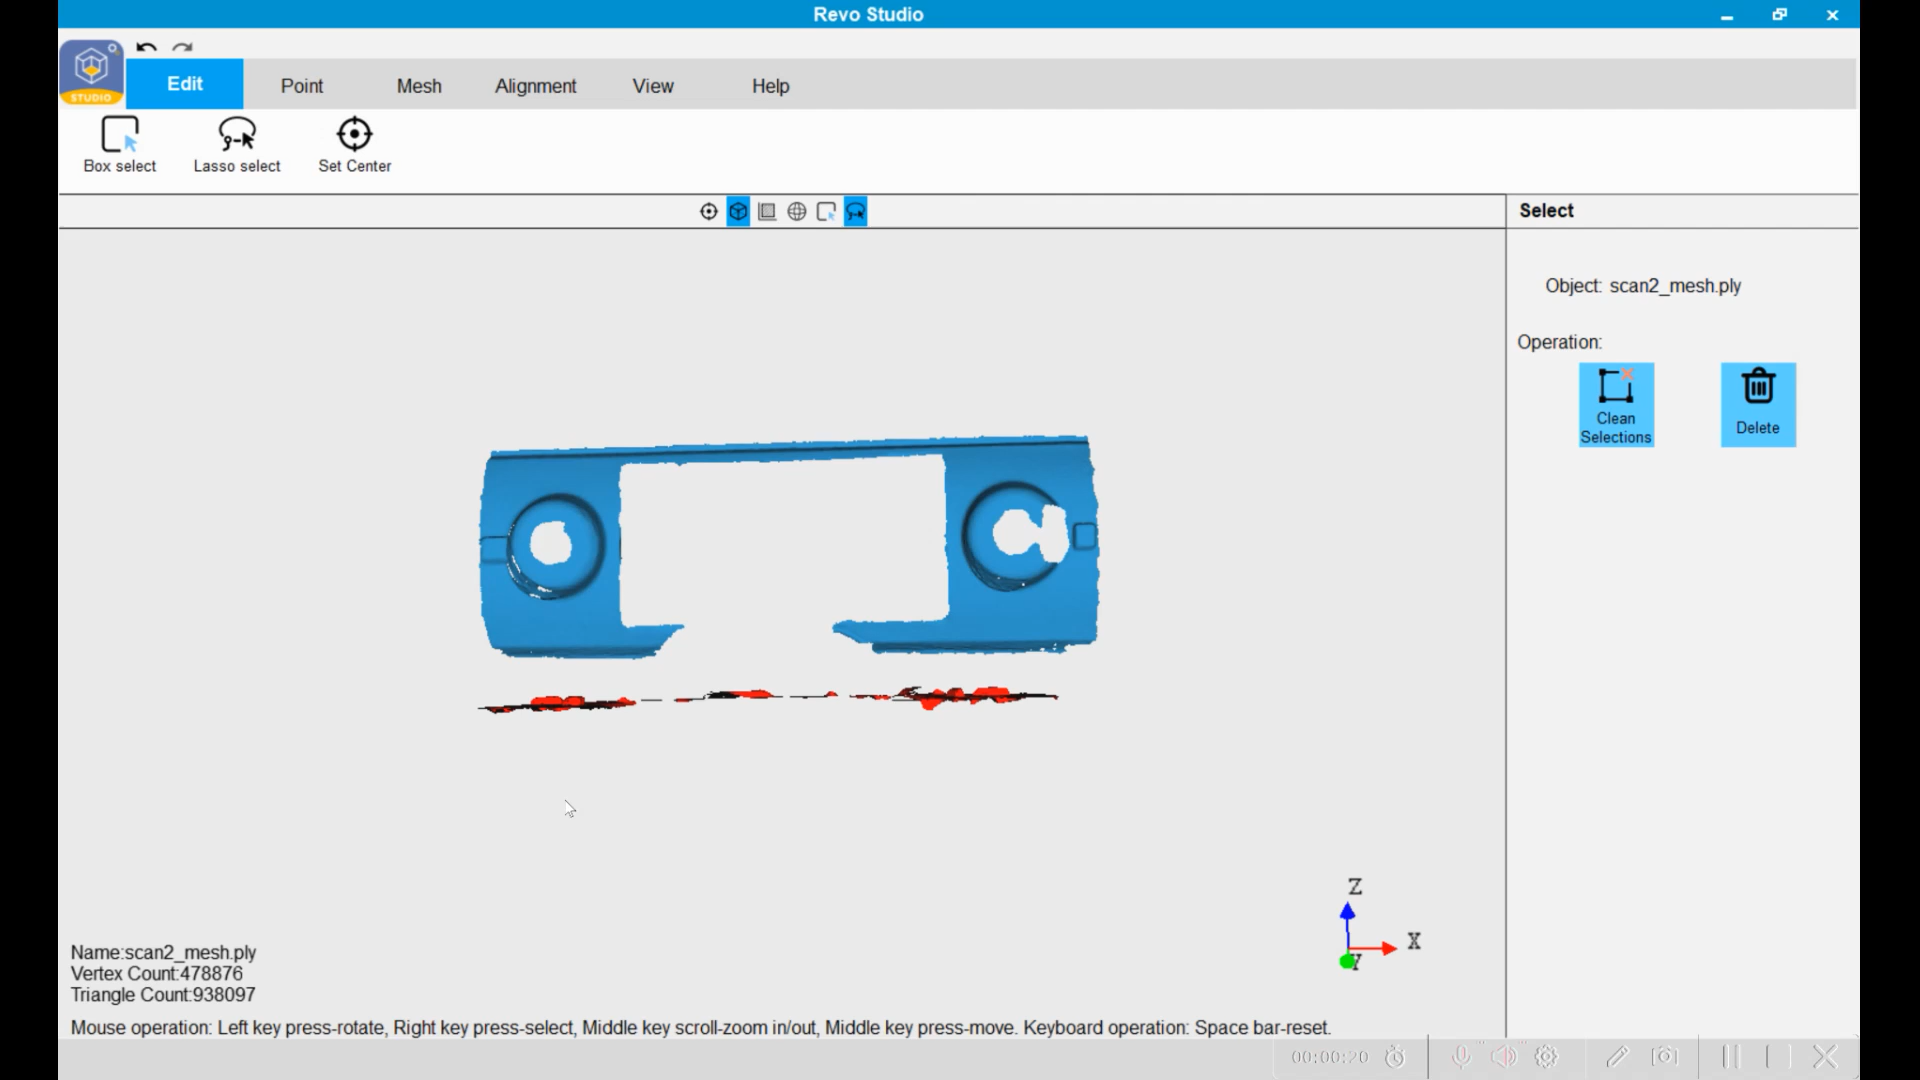 Revo Studio
STUDIO
Edit
Point
Mesh
Alignment
View
Help
Box select
Lasso select
Set Center
Select
Object: scan2_mesh.ply
Operation:
Clean
Selections
Delete
Z
X
Y
Name:scan2_mesh.ply
Vertex Count:478876
Triangle Count:938097
Mouse operation: Left key press-rotate, Right key press-select, Middle key scroll-zoom in/out, Middle key press-move. Keyboard operation: Space bar-reset.
00:00:20